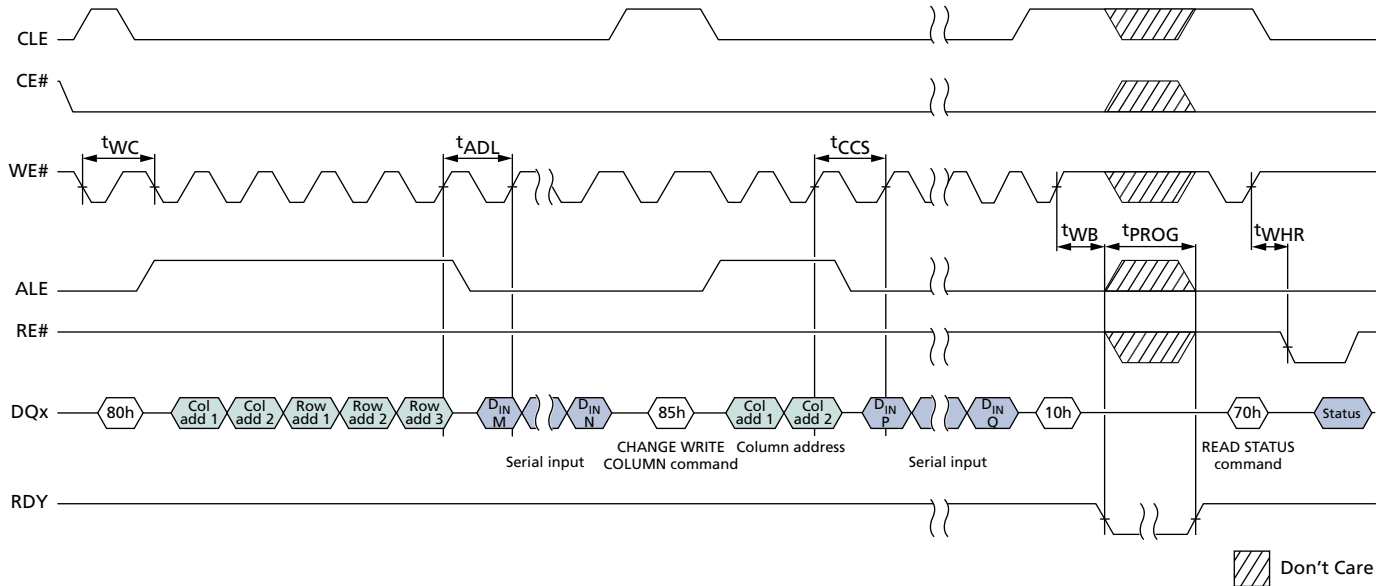 CLE
CE#
tWC
tADL
tCCS
WE#
tWB
tPROG
tWHR
ALE
RE#
DQx
80h
Col add 1
Col add 2
Row add 1
Row add 2
Row add 3
DIN M
DIN N
85h
Col add 1
Col add 2
DIN P
DIN Q
10h
70h
Status
Serial input
CHANGE WRITE
COLUMN command
Column address
Serial input
READ STATUS
command
RDY
Don't Care